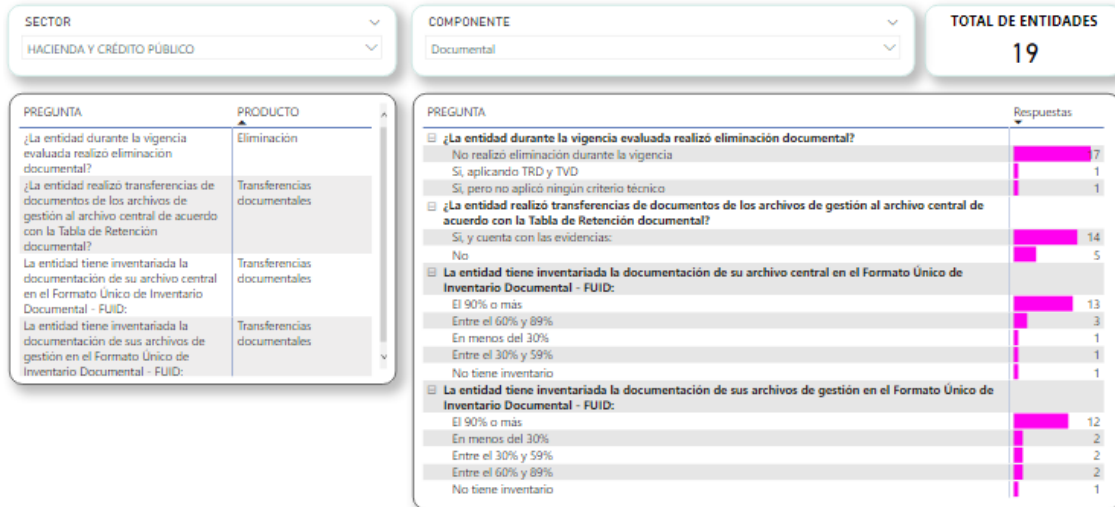 SECTOR
HACIENDA Y CRÉDITO PÚBLICO
COMPONENTE
Documental
TOTAL DE ENTIDADES
19
PREGUNTA PRODUCTO
¿La entidad durante la vigencia Eliminación
evaluada realizó eliminación
documental?
¿La entidad realizó transferencias de Transferencias
documentos de los archivos de documentales
gestión al archivo central de acuerdo
con la Tabla de Retención
documental?
La entidad tiene inventariada la Transferencias
documentación de su archivo central documentales
en el Formato Único de Inventario
Documental - FUID:
La entidad tiene inventariada la Transferencias
documentación de sus archivos de documentales
gestión en el Formato Único de
Inventario Documental - FUID:
PREGUNTA Respuestas
¿La entidad durante la vigencia evaluada realizó eliminación documental?
No realizó eliminación durante la vigencia 17
Si, aplicando TRD y TVD 1
Si, pero no aplicó ningún criterio técnico 1
¿La entidad realizó transferencias de documentos de los archivos de gestión al archivo central de
acuerdo con la Tabla de Retención documental?
Si, y cuenta con las evidencias: 14
No 5
La entidad tiene inventariada la documentación de su archivo central en el Formato Único de
Inventario Documental - FUID:
El 90% o más 13
Entre el 60% y 89% 3
En menos del 30% 1
Entre el 30% y 59% 1
No tiene inventario 1
La entidad tiene inventariada la documentación de sus archivos de gestión en el Formato Único de
Inventario Documental - FUID:
El 90% o más 12
En menos del 30% 2
Entre el 30% y 59% 2
Entre el 60% y 89% 2
No tiene inventario 1